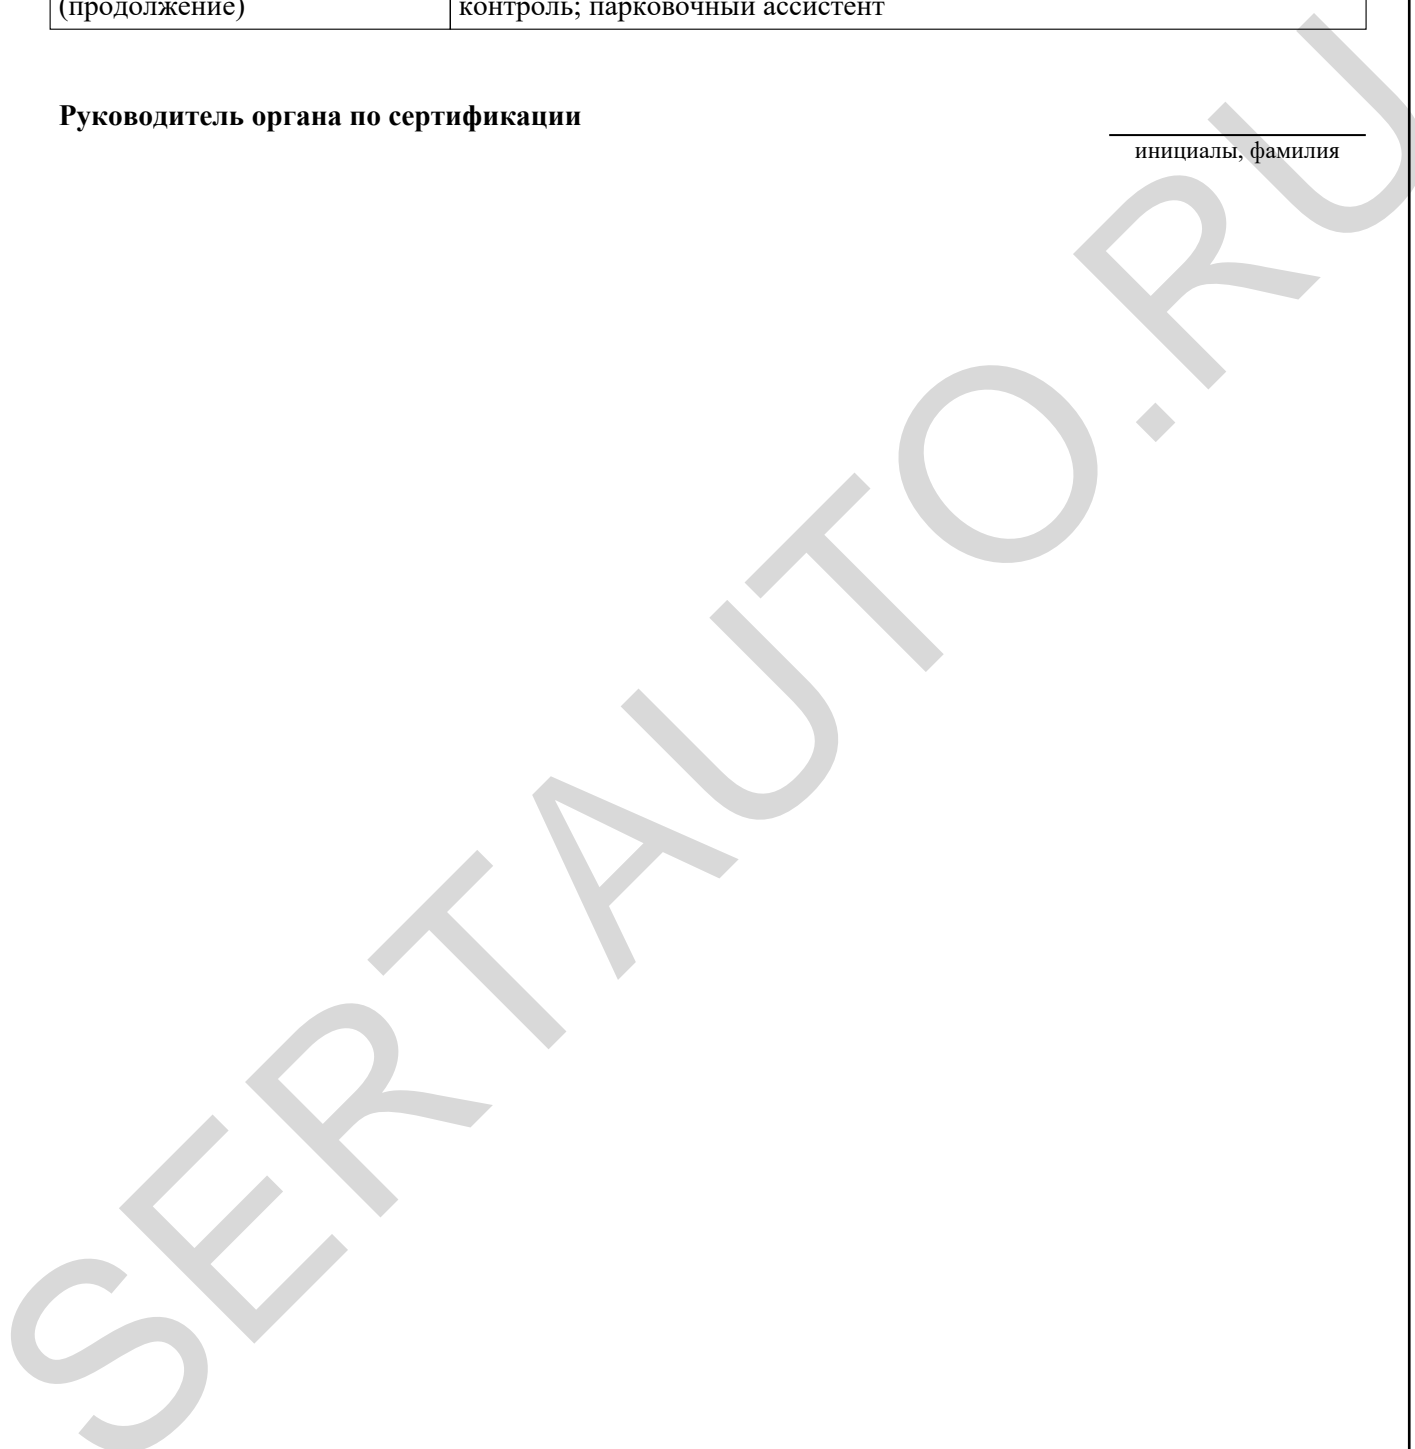 (продолжение) контроль; парковочный ассистент
Руководитель органа по сертификации
инициалы, фамилия
SERTAUTO.RU